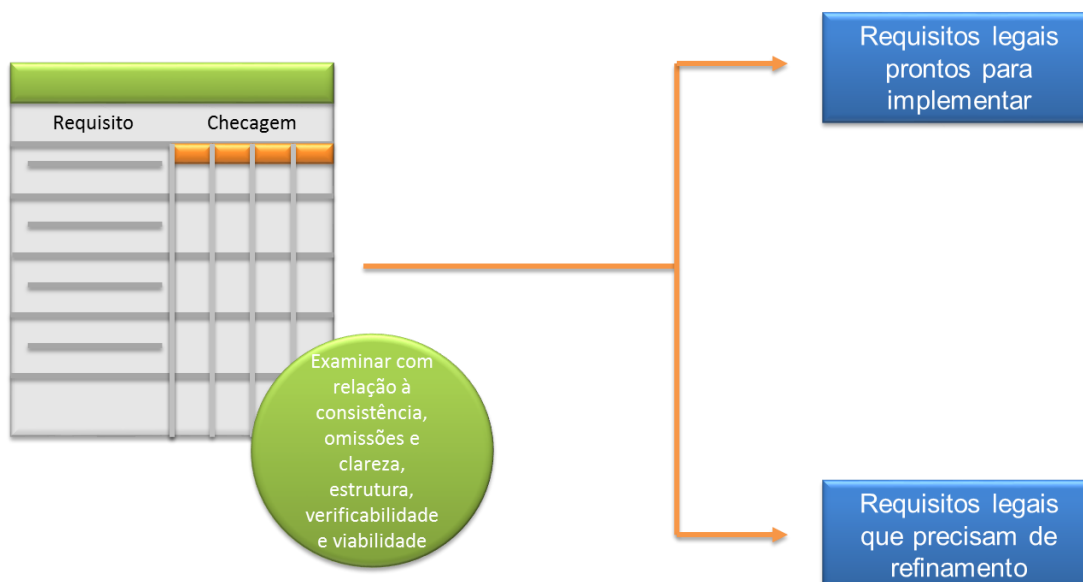 Requisitos legais
prontos para
implementar
Requisito
Checagem
Examinar com
relação à
consistência,
omissões e
clareza,
estrutura,
verificabilidade
e viabilidade
Requisitos legais
que precisam de
refinamento